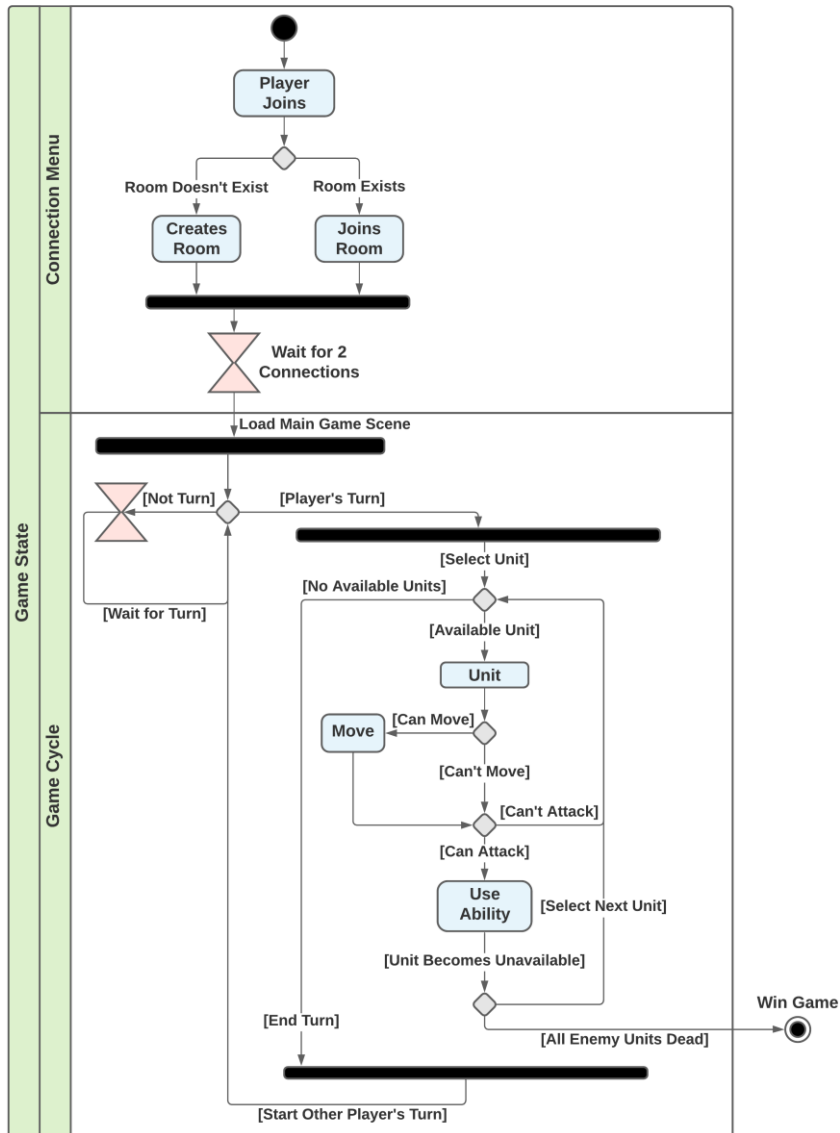 Game State
Connection Menu
Player
Joins
Room Doesn't Exist
Room Exists
Creates
Room
Joins
Room
Wait for 2
Connections
Game Cycle
Load Main Game Scene
[Not Turn]
[Player's Turn]
[Wait for Turn]
[Select Unit]
[No Available Units]
[Available Unit]
Unit
[Can Move]
Move
[Can't Move]
[Can't Attack]
[Can Attack]
Use
Ability
[Select Next Unit]
[Unit Becomes Unavailable]
Win Game
[End Turn]
[All Enemy Units Dead]
[Start Other Player's Turn]